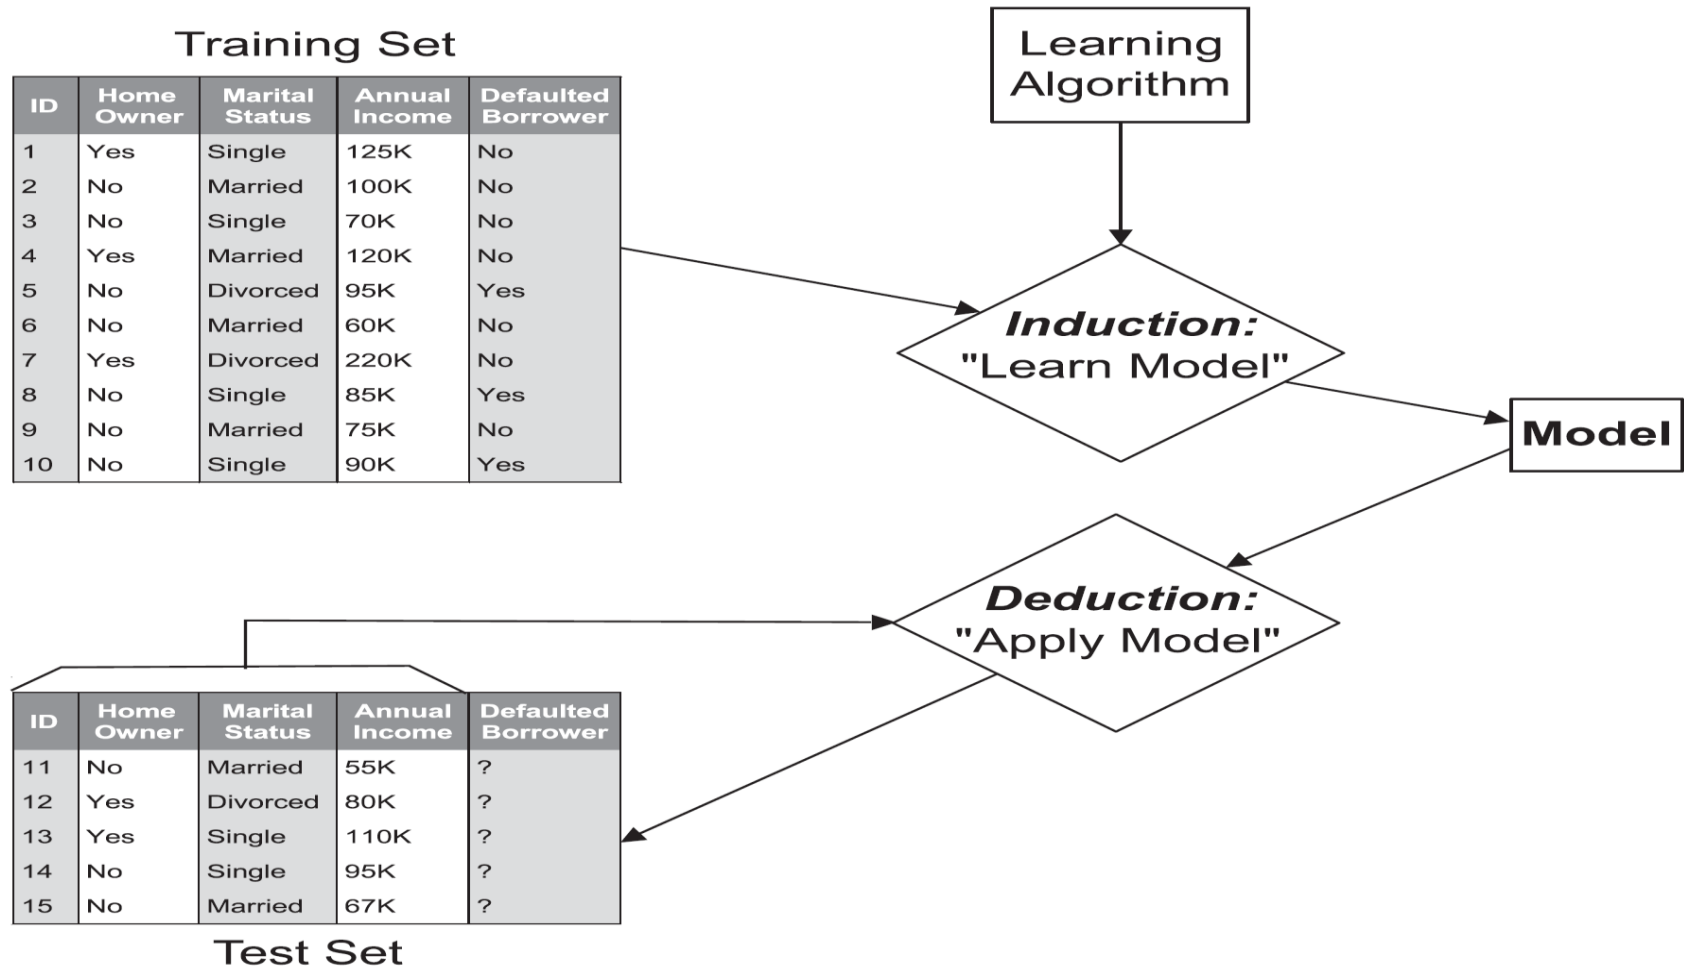 Training Set
ID Home Owner Marital Status Annual Income Defaulted Borrower
1 Yes Single 125K No
2 No Married 100K No
3 No Single 70K No
4 Yes Married 120K No
5 No Divorced 95K Yes
6 No Married 60K No
7 Yes Divorced 220K No
8 No Single 85K Yes
9 No Married 75K No
10 No Single 90K Yes
Learning
Algorithm
Induction:
"Learn Model"
Model
Deduction:
"Apply Model"
ID Home Owner Marital Status Annual Income Defaulted Borrower
11 No Married 55K ?
12 Yes Divorced 80K ?
13 Yes Single 110K ?
14 No Single 95K ?
15 No Married 67K ?
Test Set